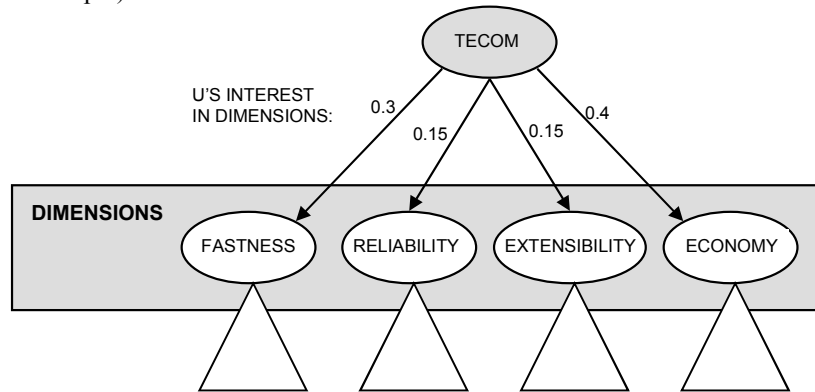 TECOM
U'S INTEREST
IN DIMENSIONS:
0.3
0.15
0.15
0.4
DIMENSIONS
FASTNESS
RELIABILITY
EXTENSIBILITY
ECONOMY